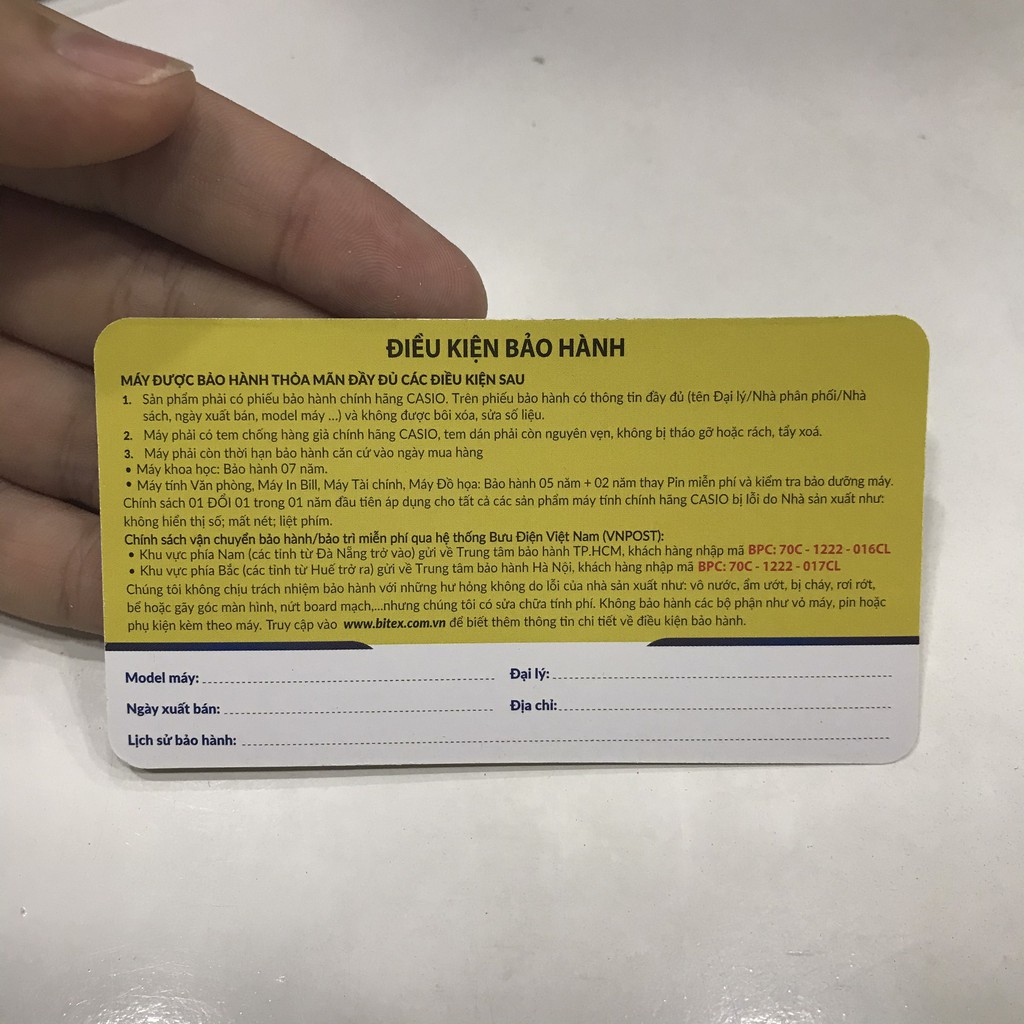 ĐIỀU KIỆN BẢO HÀNH
MÁY ĐƯỢC BẢO HÀNH THỎA MÃN ĐẦY ĐỦ CÁC ĐIỀU KIỆN SAU
1. Sản phẩm phải có phiếu bảo hành chính hãng CASIO. Trên phiếu bảo hành có thông tin đầy đủ (tên Đại lý/Nhà phân phối/Nhà
sách, ngày xuất bán, model máy ...) và không được bôi xóa, sửa số liệu.
2. Máy phải có tem chống hàng giả chính hãng CASIO, tem dán phải còn nguyên vẹn, không bị tháo gỡ hoặc rách, tẩy xoá.
3. Máy phải còn thời hạn bảo hành căn cứ vào ngày mua hàng
• Máy khoa học: Bảo hành 07 năm.
• Máy tính Văn phòng, Máy In Bill, Máy Tài chính, Máy Đồ họa: Bảo hành 05 năm + 02 năm thay Pin miễn phí và kiểm tra bảo dưỡng máy.
Chính sách 01 ĐỔI 01 trong 01 năm đầu tiên áp dụng cho tất cả các sản phẩm máy tính chính hãng CASIO bị lỗi do Nhà sản xuất như:
không hiển thị số; mất nét; liệt phím.
Chính sách vận chuyển bảo hành/bảo trì miễn phí qua hệ thống Bưu Điện Việt Nam (VNPOST):
• Khu vực phía Nam (các tỉnh từ Đà Nẵng trở vào) gửi về Trung tâm bảo hành TP.HCM, khách hàng nhập mã BPC: 70C - 1222 - 016CL
• Khu vực phía Bắc (các tỉnh từ Huế trở ra) gửi về Trung tâm bảo hành Hà Nội, khách hàng nhập mã BPC: 70C - 1222 - 017CL
Chúng tôi không chịu trách nhiệm bảo hành với những hư hỏng không do lỗi của nhà sản xuất như: vô nước, ẩm ướt, bị cháy, rơi rớt,
bể hoặc gãy góc màn hình, nứt board mạch,...nhưng chúng tôi có sửa chữa tính phí. Không bảo hành các bộ phận như vỏ máy, pin hoặc
phụ kiện kèm theo máy. Truy cập vào www.bitex.com.vn để biết thêm thông tin chi tiết về điều kiện bảo hành.
Model máy: Đại lý:
Ngày xuất bán: Địa chỉ:
Lịch sử bảo hành: